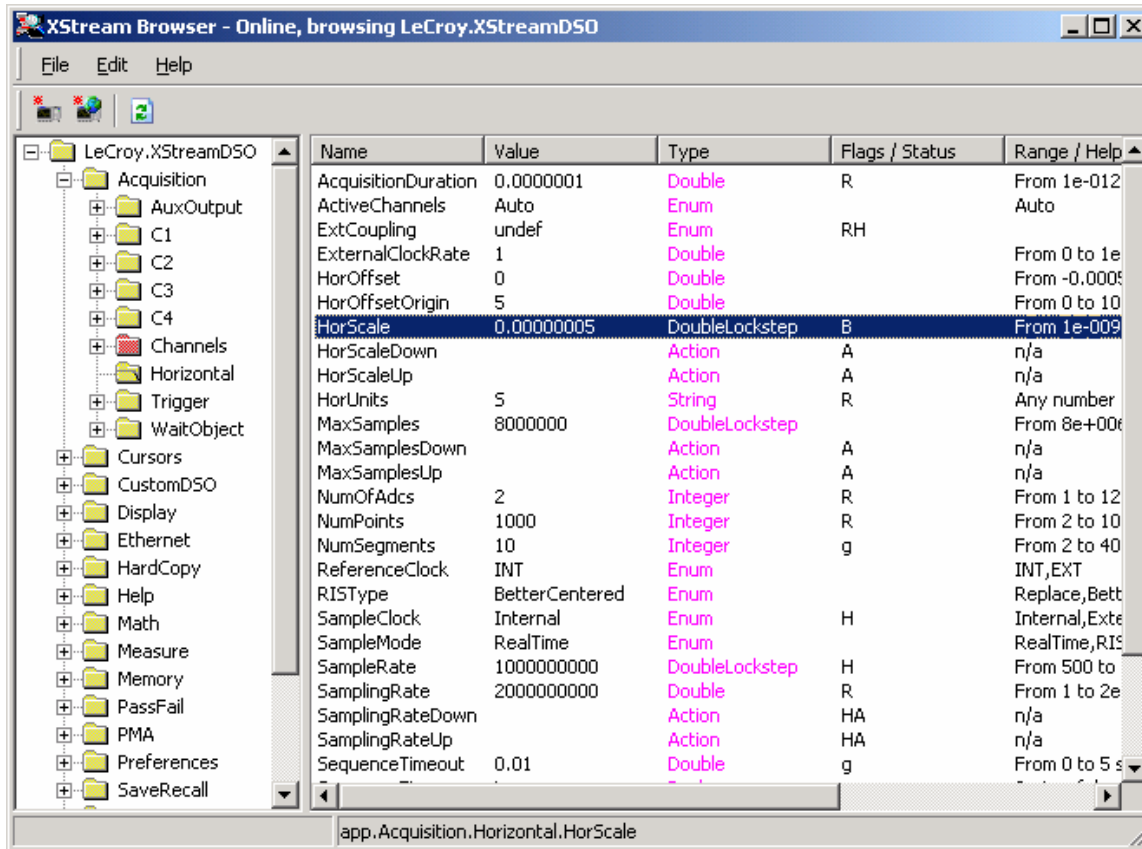 XStream Browser - Online, browsing LeCroy.XStreamDSO
File Edit Help
LeCroy.XStreamDSO
Acquisition
AuxOutput
C1
C2
C3
C4
Channels
Horizontal
Trigger
WaitObject
Cursors
CustomDSO
Display
Ethernet
HardCopy
Help
Math
Measure
Memory
PassFail
PMA
Preferences
SaveRecall
Name Value Type Flags / Status Range / Help
AcquisitionDuration 0.0000001 Double R From 1e-012
ActiveChannels Auto Enum Auto
ExtCoupling undef Enum RH
ExternalClockRate 1 Double From 0 to 1e
HorOffset 0 Double From -0.0005
HorOffsetOrigin 5 Double From 0 to 10
HorScale 0.00000005 DoubleLockstep B From 1e-009
HorScaleDown Action A n/a
HorScaleUp Action A n/a
HorUnits S String R Any number
MaxSamples 8000000 DoubleLockstep From 8e+006
MaxSamplesDown Action A n/a
MaxSamplesUp Action A n/a
NumOfAdcs 2 Integer R From 1 to 12
NumPoints 1000 Integer R From 2 to 10
NumSegments 10 Integer g From 2 to 40
ReferenceClock INT Enum INT,EXT
RISType BetterCentered Enum Replace,Bett
SampleClock Internal Enum H Internal,Exte
SampleMode RealTime Enum RealTime,RIS
SampleRate 1000000000 DoubleLockstep H From 500 to
SamplingRate 2000000000 Double R From 1 to 2e
SamplingRateDown Action HA n/a
SamplingRateUp Action HA n/a
SequenceTimeout 0.01 Double g From 0 to 5 s
app.Acquisition.Horizontal.HorScale